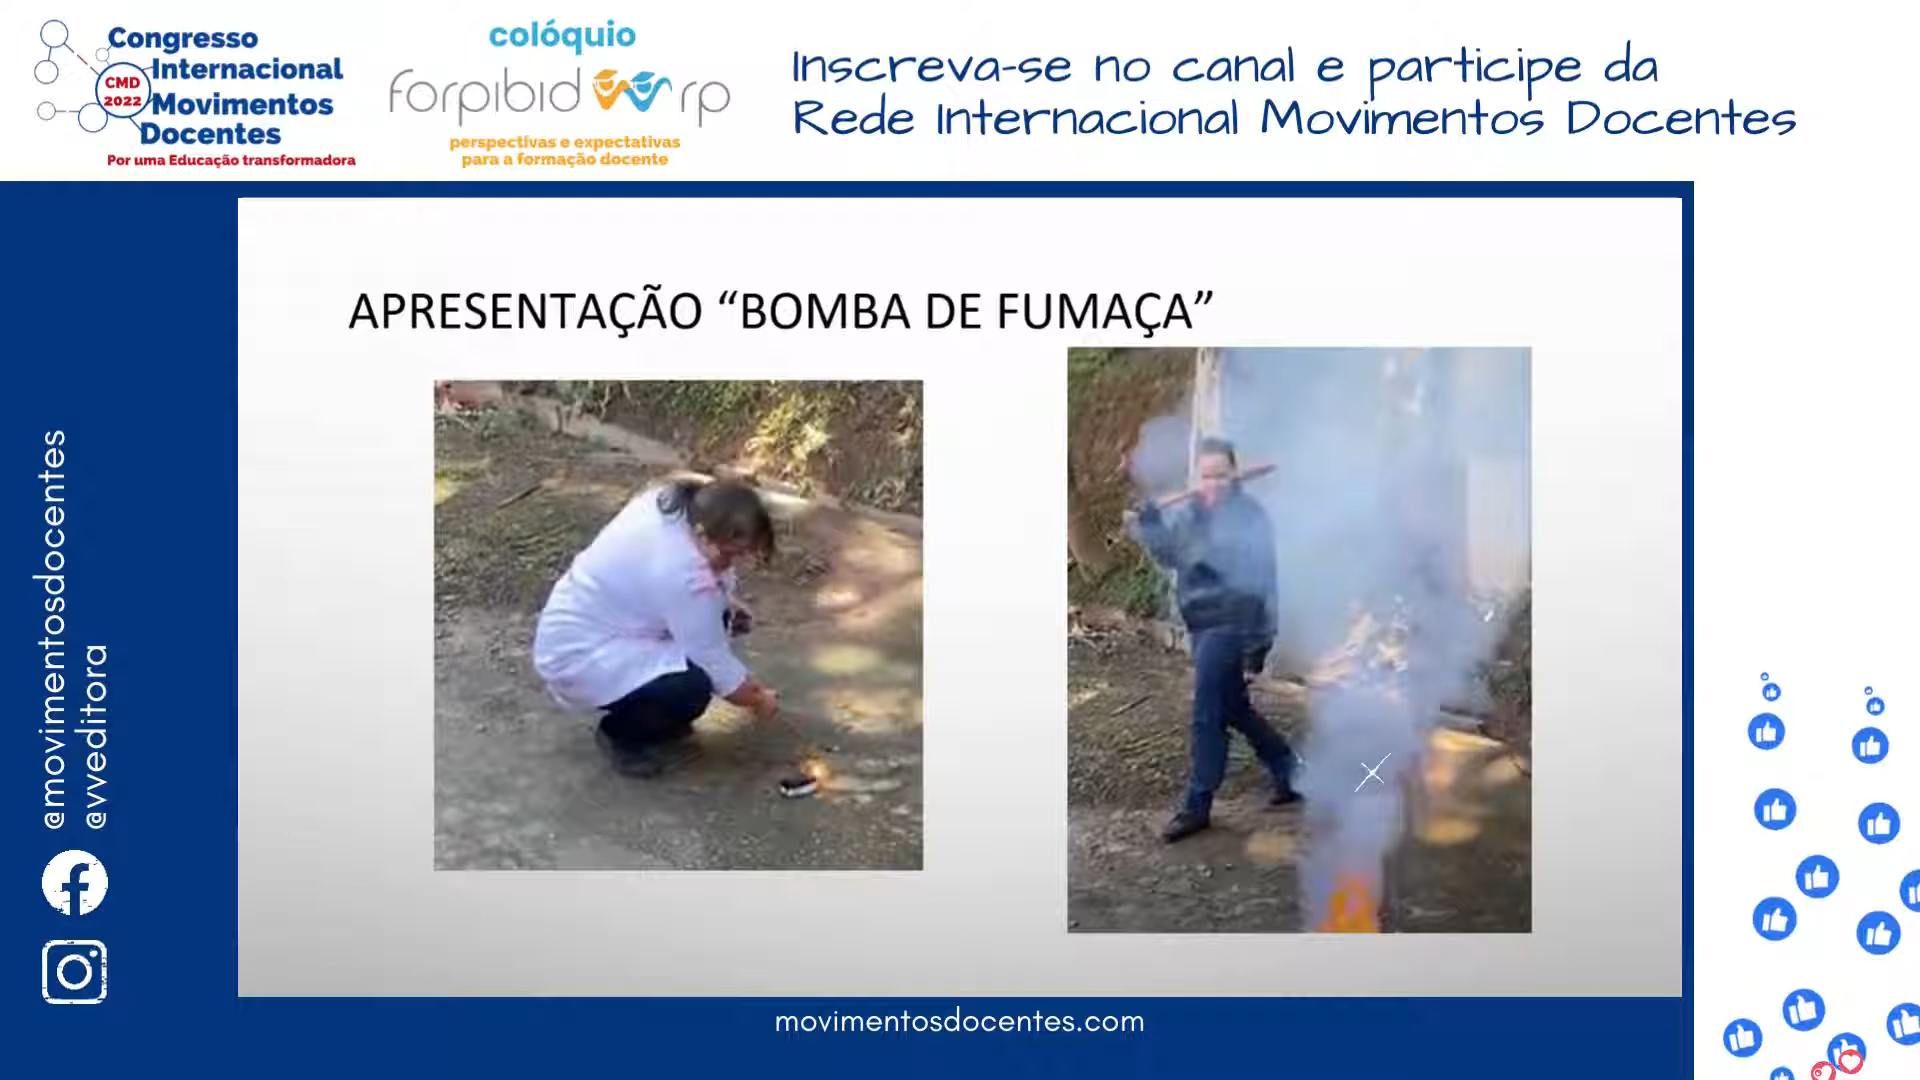 Congresso
Internacional
CMD
2022
Movimentos
Docentes
Por uma Educação transformadora
colóquio
forpibid rp
perspectivas e expectativas
para a formação docente
Inscreva-se no canal e participe da
Rede Internacional Movimentos Docentes
APRESENTAÇÃO “BOMBA DE FUMAÇA”
@movimentosdocentes
@vveditora
movimentosdocentes.com